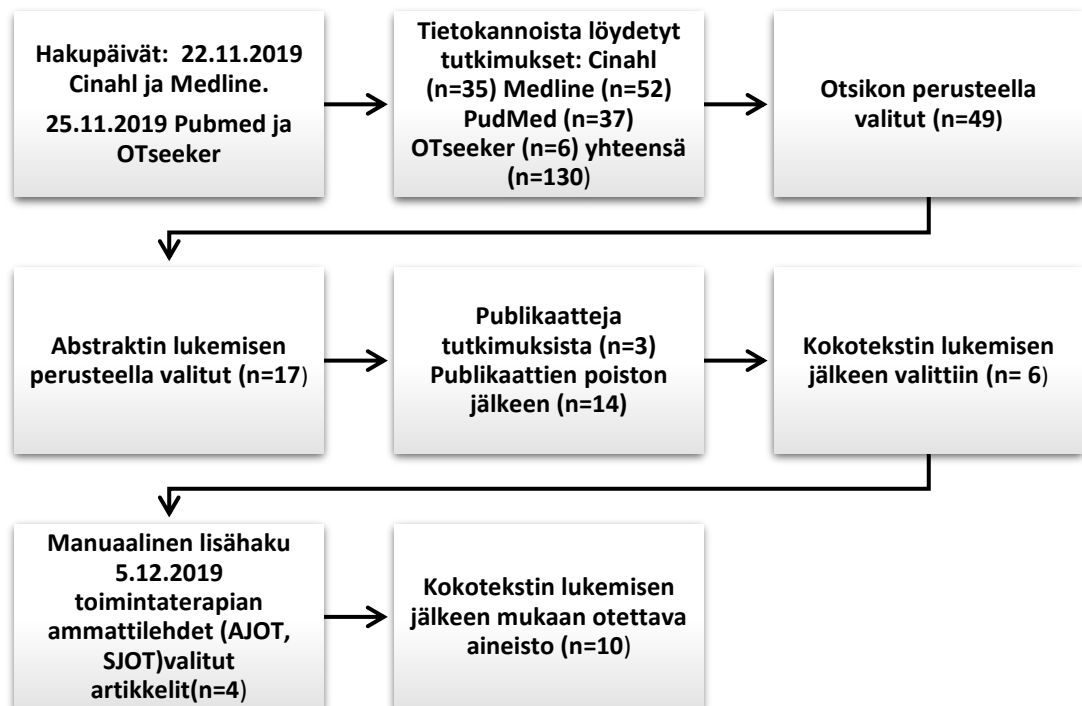 Hakupäivät: 22.11.2019
Cinahl ja Medline.
25.11.2019 Pubmed ja
OTseeker
Tietokannoista löydetyt
tutkimukset: Cinahl
(n=35) Medline (n=52)
PudMed (n=37)
OTseeker (n=6) yhteensä
(n=130)
Otsikon perusteella
valitut (n=49)
Abstraktin lukemisen
perusteella valitut (n=17)
Publikaatteja
tutkimuksista (n=3)
Publikaattien poiston
jälkeen (n=14)
Kokotekstin lukemisen
jälkeen valittiin (n= 6)
Manuaalinen lisähaku
5.12.2019
toimintaterapian
ammattilehdet (AJOT,
SJOT)valitut
artikkelit(n=4)
Kokotekstin lukemisen
jälkeen mukaan otettava
aineisto (n=10)